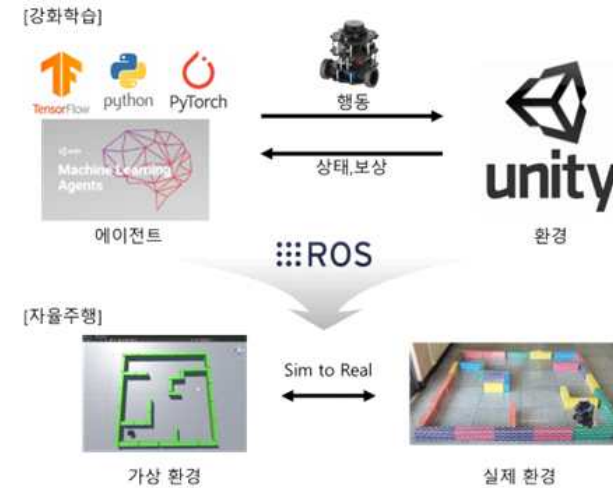 [강화학습]
TensorFlow
python
PyTorch
Machine Learning
Agents
에이전트
행동
상태,보상
unity
환경
ROS
[자율주행]
Sim to Real
가상 환경
실제 환경